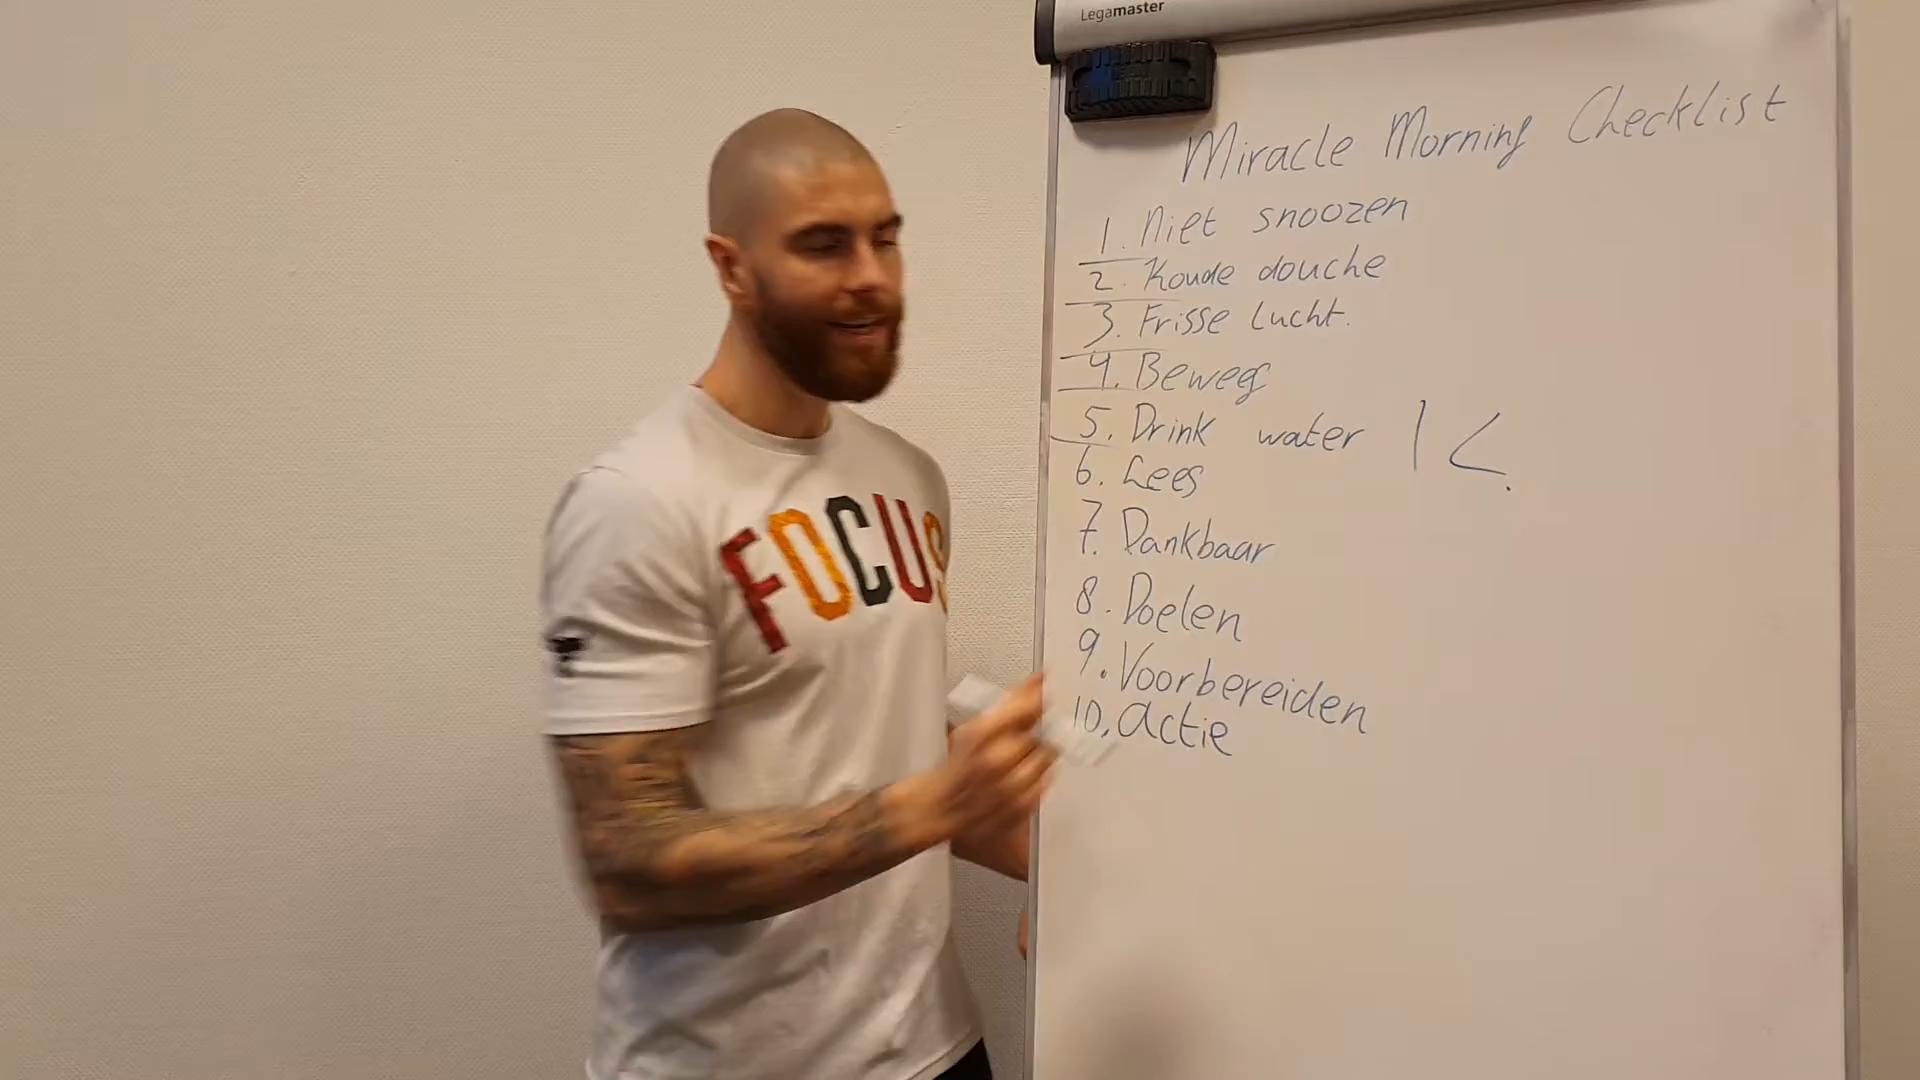 Legamaster
Miracle Morning Checklist
1. Niet snoozen
2. Koude douche
3. Frisse lucht.
4. Beweeg
5. Drink water 1L.
6. Lees
7. Dankbaar
8. Doelen
9. Voorbereiden
10. Actie
FOCUS